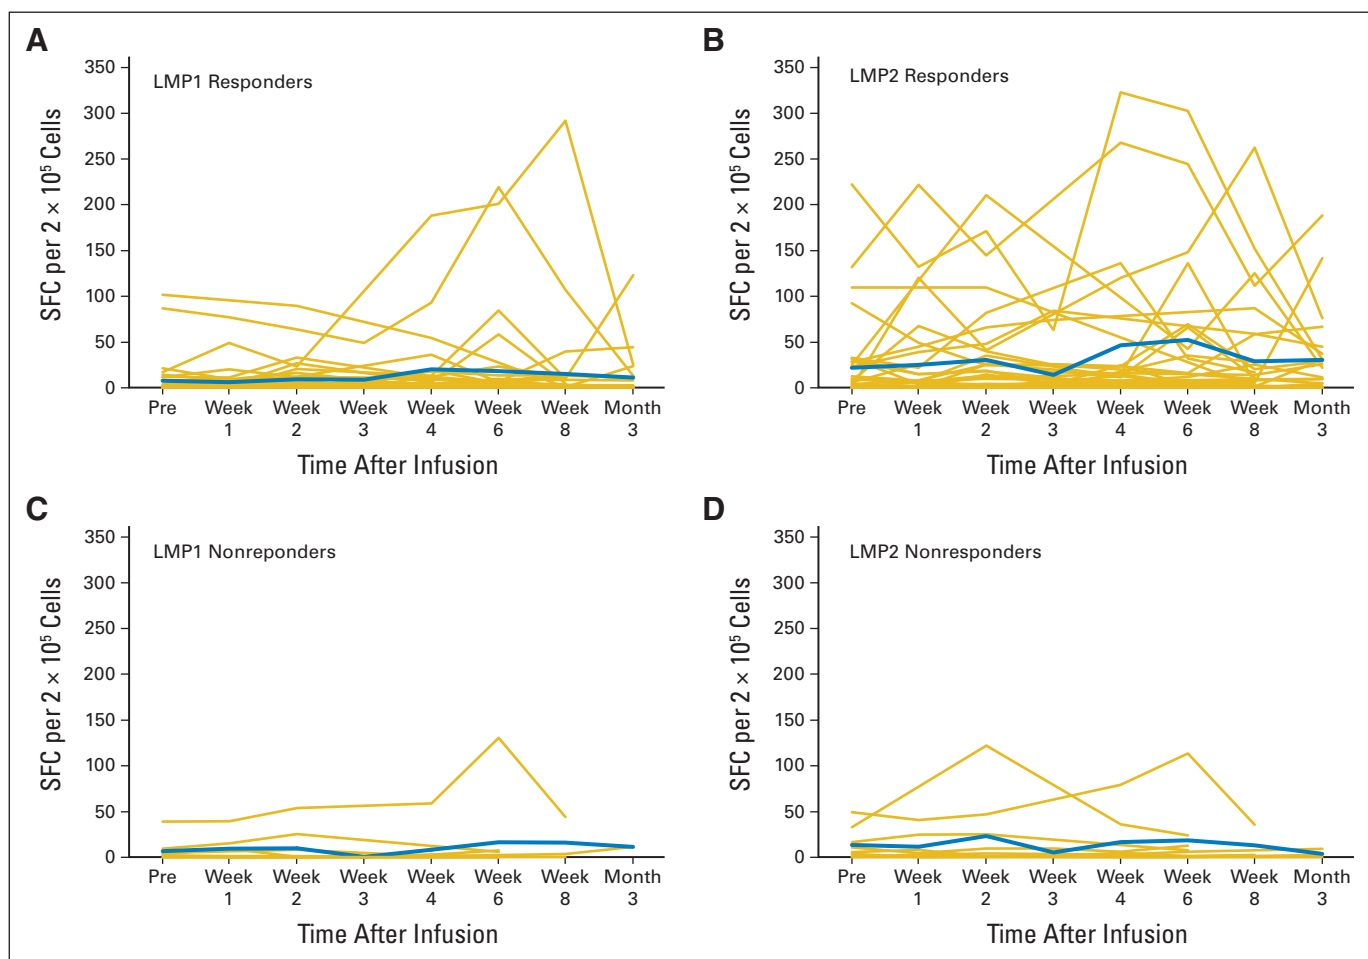 A
LMP1 Responders
350
300
250
200
150
100
50
0
SFC per 2 × 10⁵ Cells
Pre Week 1 Week 2 Week 3 Week 4 Week 6 Week 8 Month 3
Time After Infusion
B
LMP2 Responders
350
300
250
200
150
100
50
0
SFC per 2 × 10⁵ Cells
Pre Week 1 Week 2 Week 3 Week 4 Week 6 Week 8 Month 3
Time After Infusion
C
LMP1 Nonreponders
350
300
250
200
150
100
50
0
SFC per 2 × 10⁵ Cells
Pre Week 1 Week 2 Week 3 Week 4 Week 6 Week 8 Month 3
Time After Infusion
D
LMP2 Nonresponders
350
300
250
200
150
100
50
0
SFC per 2 × 10⁵ Cells
Pre Week 1 Week 2 Week 3 Week 4 Week 6 Week 8 Month 3
Time After Infusion